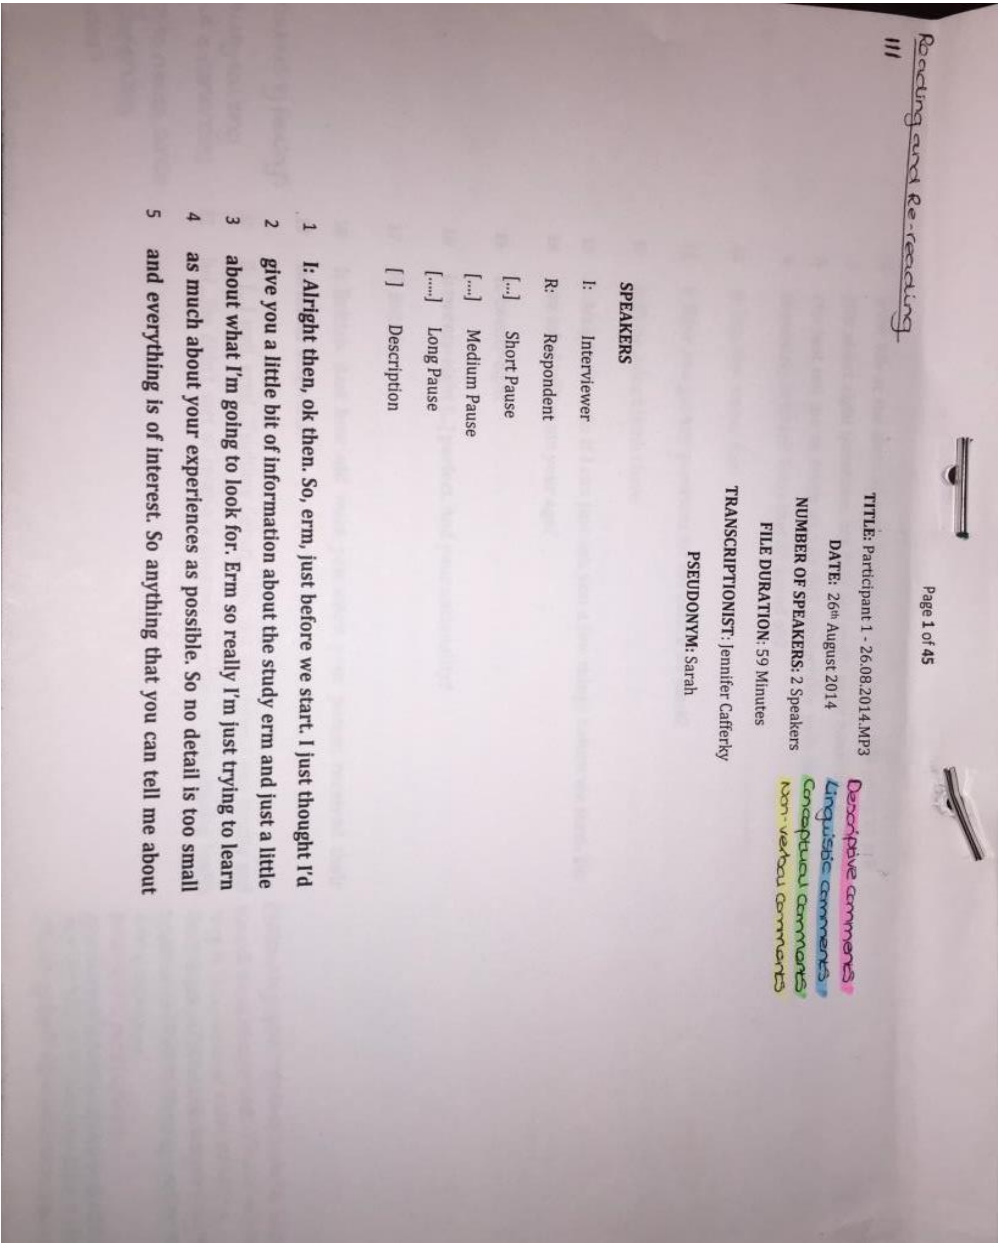 Reading and Re-reading
III
Page 1 of 45
TITLE: Participant 1 - 26.08.2014.MP3
DATE: 26th August 2014
NUMBER OF SPEAKERS: 2 Speakers
FILE DURATION: 59 Minutes
TRANSCRIPTIONIST: Jennifer Cafferky
PSEUDONYM: Sarah
Descriptive comments
Linguistic comments
Conceptual comments
Non-verbal comments
SPEAKERS
I: Interviewer
R: Respondent
[...] Short Pause
[....] Medium Pause
[.....] Long Pause
[ ] Description
1 I: Alright then, ok then. So, erm, just before we start. I just thought I'd
2 give you a little bit of information about the study erm and just a little
3 about what I'm going to look for. Erm so really I'm just trying to learn
4 as much about your experiences as possible. So no detail is too small
5 and everything is of interest. So anything that you can tell me about